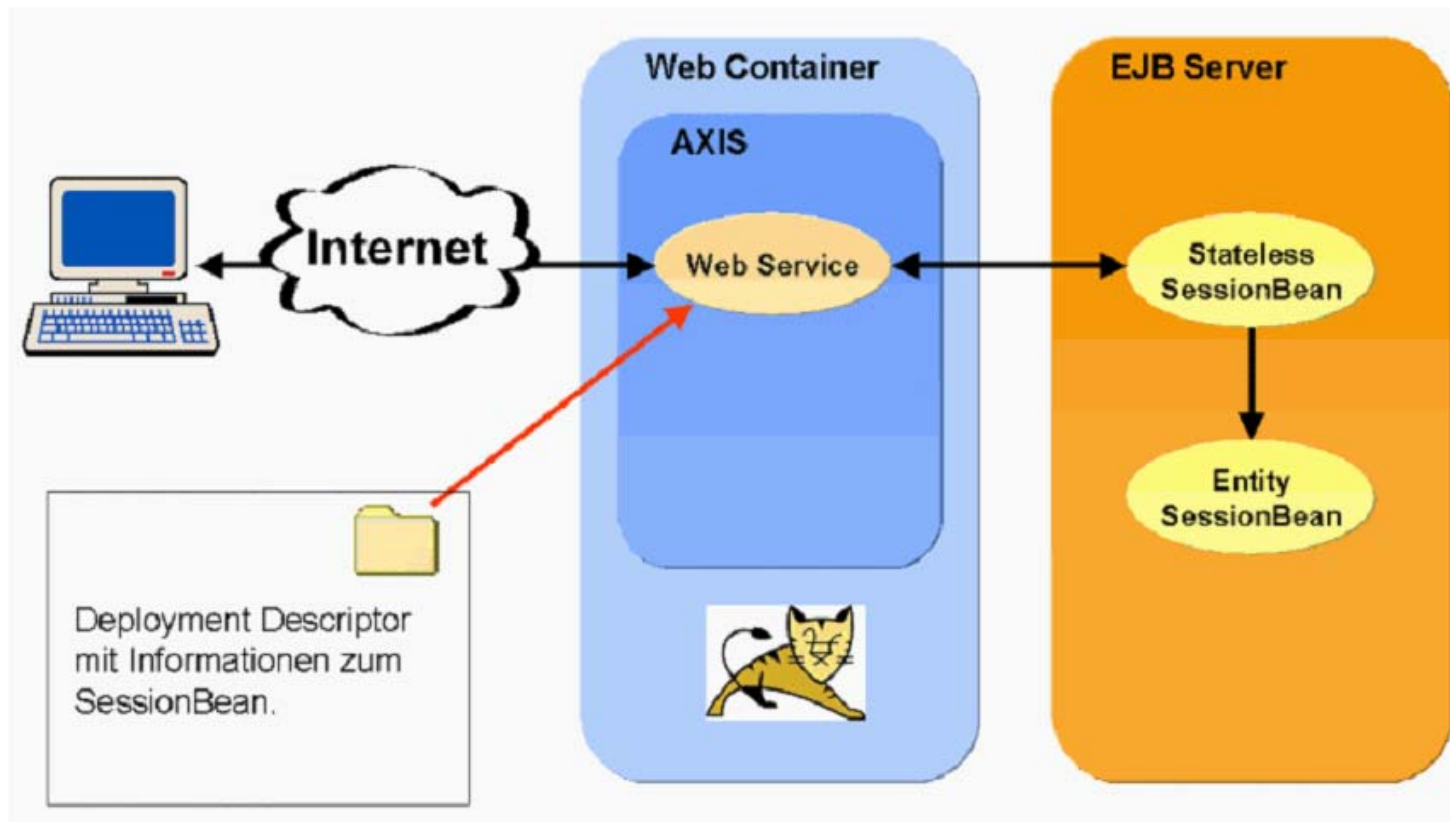 Web Container
EJB Server
AXIS
Internet
Web Service
Stateless
SessionBean
Entity
SessionBean
Deployment Descriptor
mit Informationen zum
SessionBean.